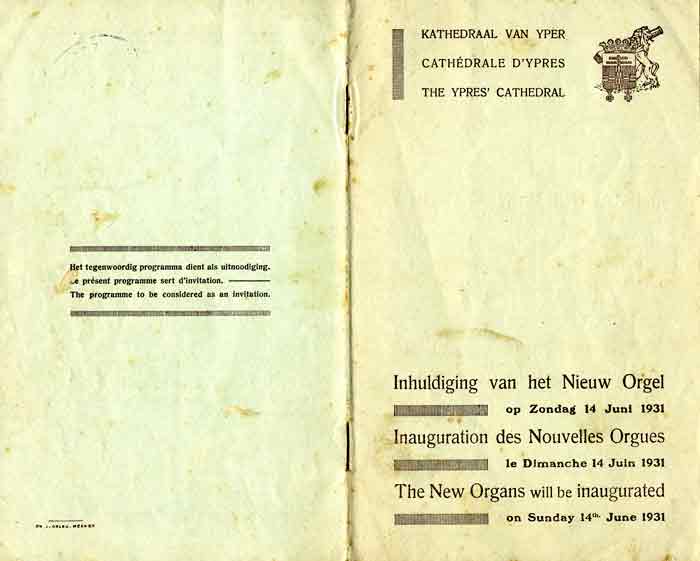 Het tegenwoordig programma dient als uitnoodiging.
Le présent programme sert d'invitation.
The programme to be considered as an invitation.
KATHEDRAAL VAN YPER
CATHÉDRALE D'YPRES
THE YPRES' CATHEDRAL
Inhuldiging van het Nieuw Orgel
op Zondag 14 Juni 1931
Inauguration des Nouvelles Orgues
le Dimanche 14 Juin 1931
The New Organs will be inaugurated
on Sunday 14th. June 1931